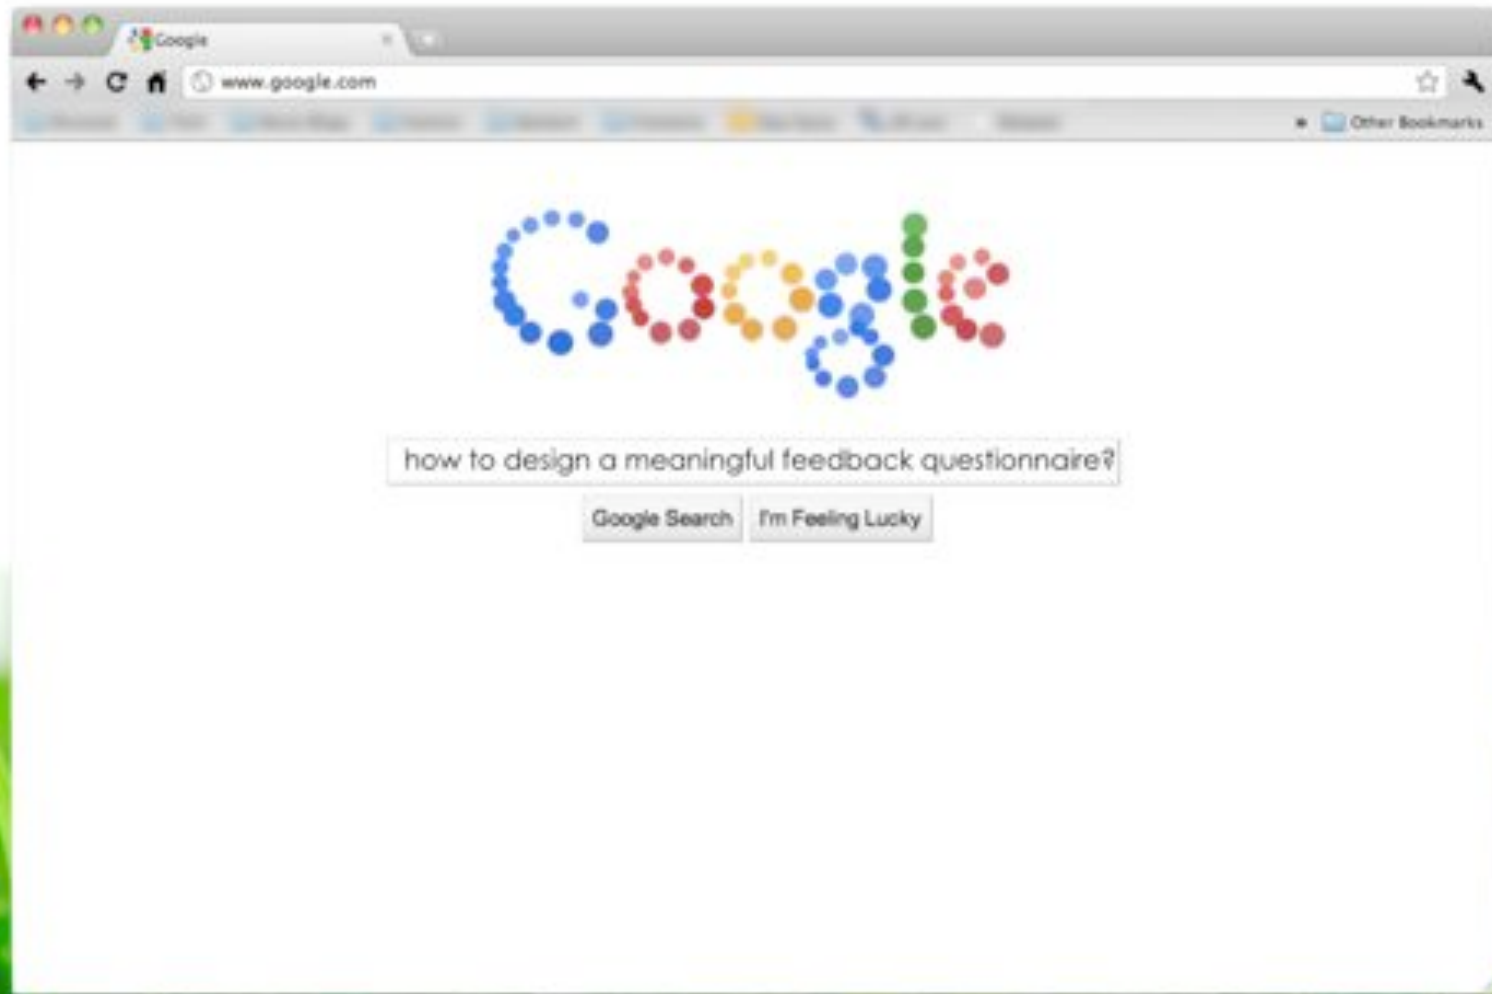 Google
www.google.com
Other Bookmarks
Google
how to design a meaningful feedback questionnaire?
Google Search I'm Feeling Lucky